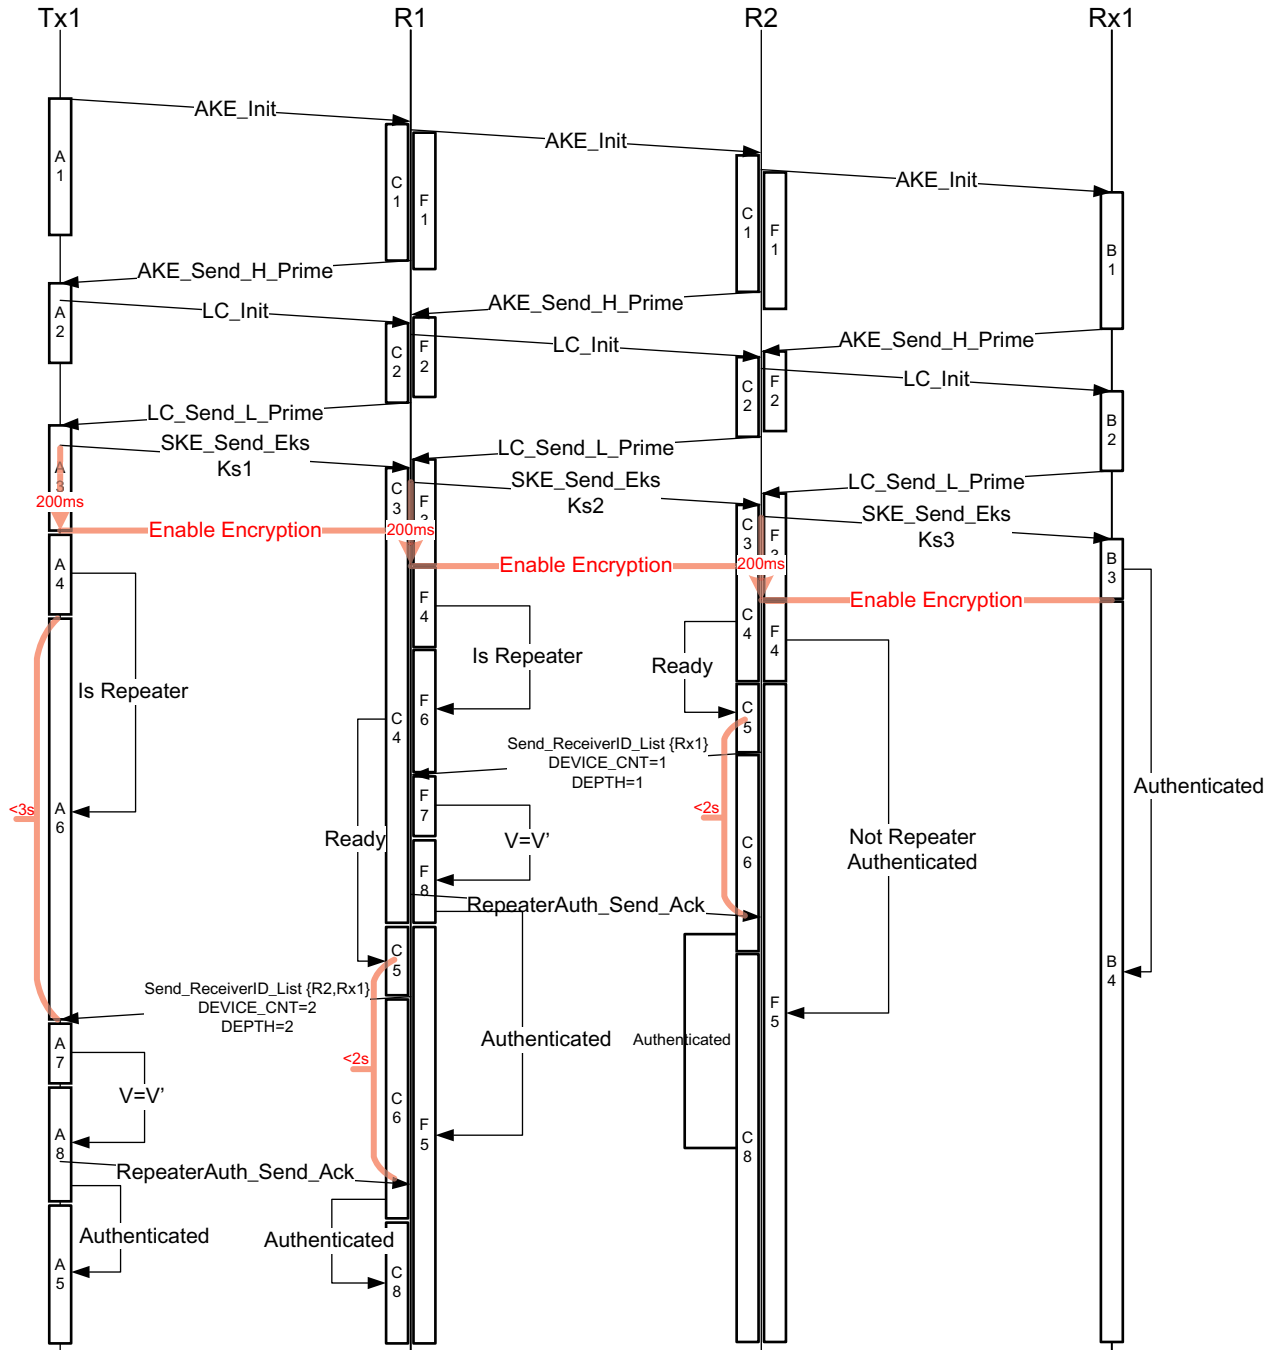 Tx1 R1 R2 Rx1
AKE_Init
AKE_Init
AKE_Init
A
1
C
1
F
1
C
1
F
1
B
1
AKE_Send_H_Prime
AKE_Send_H_Prime
AKE_Send_H_Prime
A
2
LC_Init
C
2
F
2
LC_Init
C
2
F
2
LC_Init
B
2
LC_Send_L_Prime
LC_Send_L_Prime
LC_Send_L_Prime
A
3
SKE_Send_Eks
Ks1
C
3
F
3
SKE_Send_Eks
Ks2
C
3
F
3
SKE_Send_Eks
Ks3
B
3
200ms
Enable Encryption
200ms
Enable Encryption
200ms
Enable Encryption
A
4
F
4
C
4
F
4
Is Repeater
Is Repeater
Ready
<3s
A
6
C
4
F
6
C
5
Send_ReceiverID_List {Rx1}
DEVICE_CNT=1
DEPTH=1
F
7
<2s
V=V’
Ready
F
8
C
6
Not Repeater
Authenticated
Authenticated
RepeaterAuth_Send_Ack
C
5
B
4
Send_ReceiverID_List {R2,Rx1}
DEVICE_CNT=2
DEPTH=2
F
5
A
7
<2s
Authenticated
Authenticated
V=V’
C
6
F
5
C
8
A
8
RepeaterAuth_Send_Ack
Authenticated
Authenticated
A
5
C
8